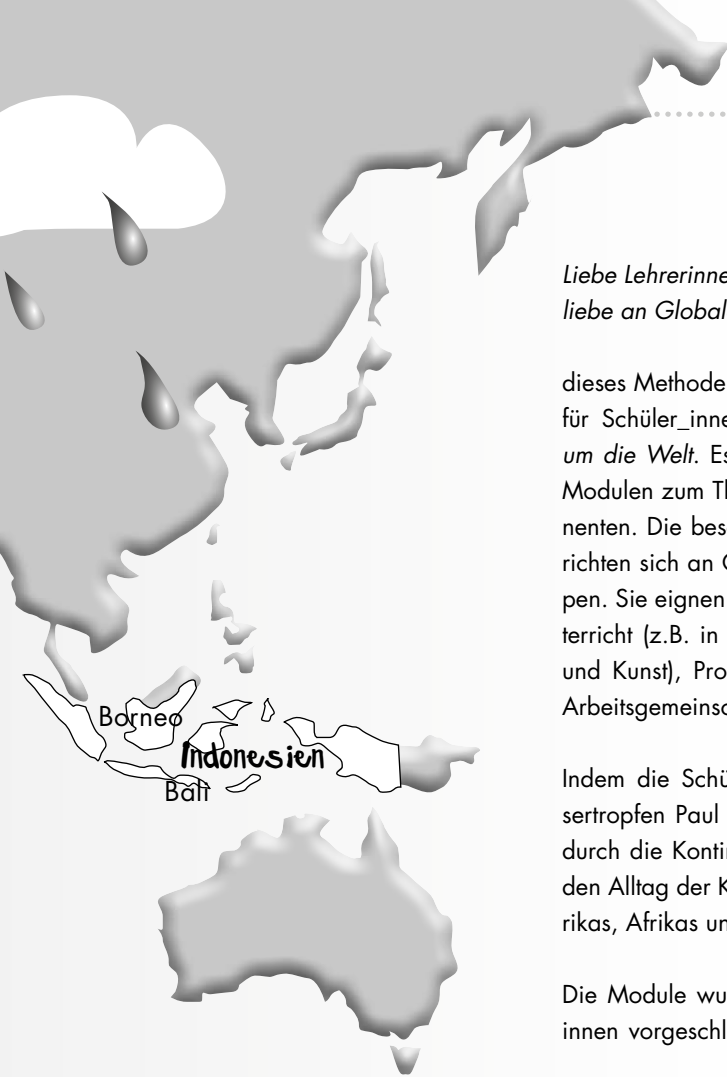 Liebe Lehrerinne
liebe an Global
dieses Methode
für Schüler_inne
um die Welt. Es
Modulen zum Th
nenten. Die bes
richten sich an G
pen. Sie eignen
terricht (z.B. in
und Kunst), Pro
Arbeitsgemeinsc
Indem die Schü
sertropfen Paul
durch die Kontin
den Alltag der K
rikas, Afrikas un
Die Module wu
innen vorgeschl
Borneo
Indonesien
Bali